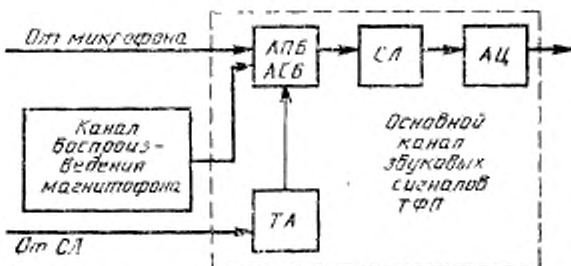 От микрофона
АПБ
АСБ
СЛ
АЦ
Канал
воспроиз-
ведения
магнитофона
Основной
канал
звуковых
сигналов
ТФП
ТА
От СЛ